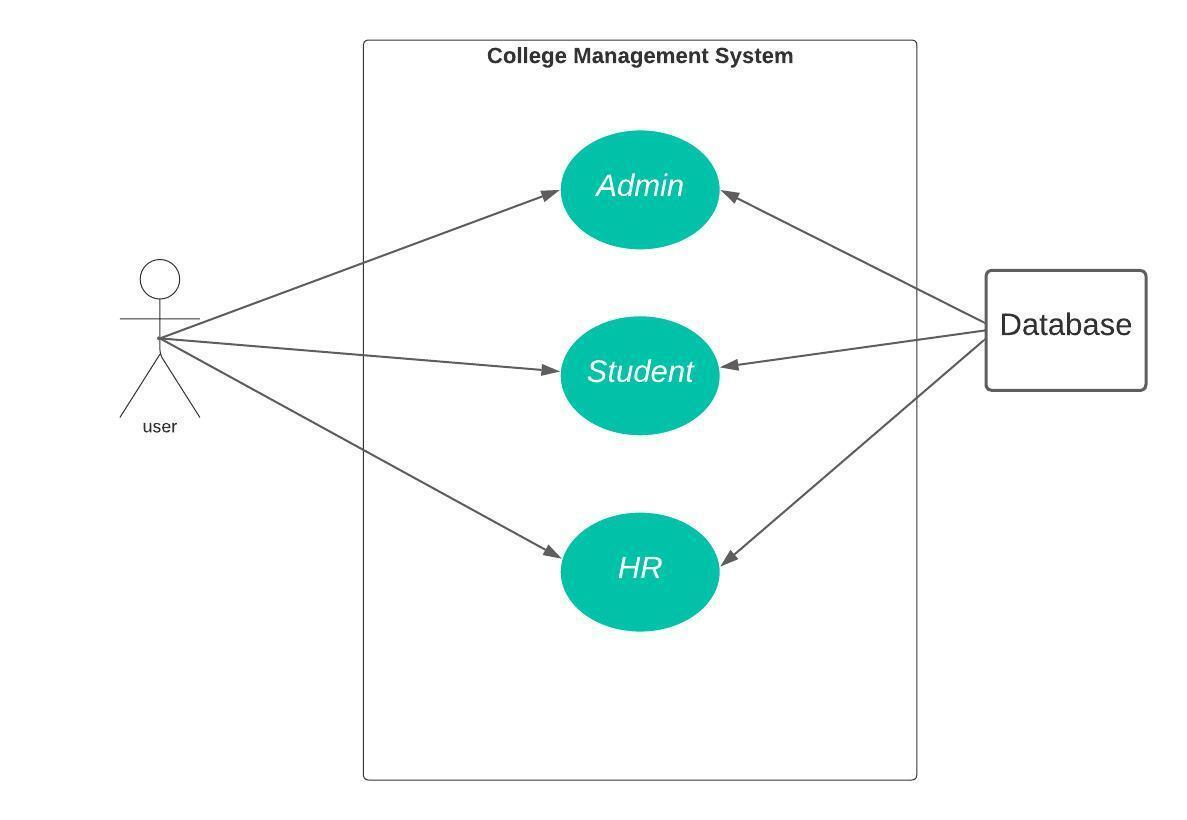 College Management System
Admin
Student
HR
user
Database